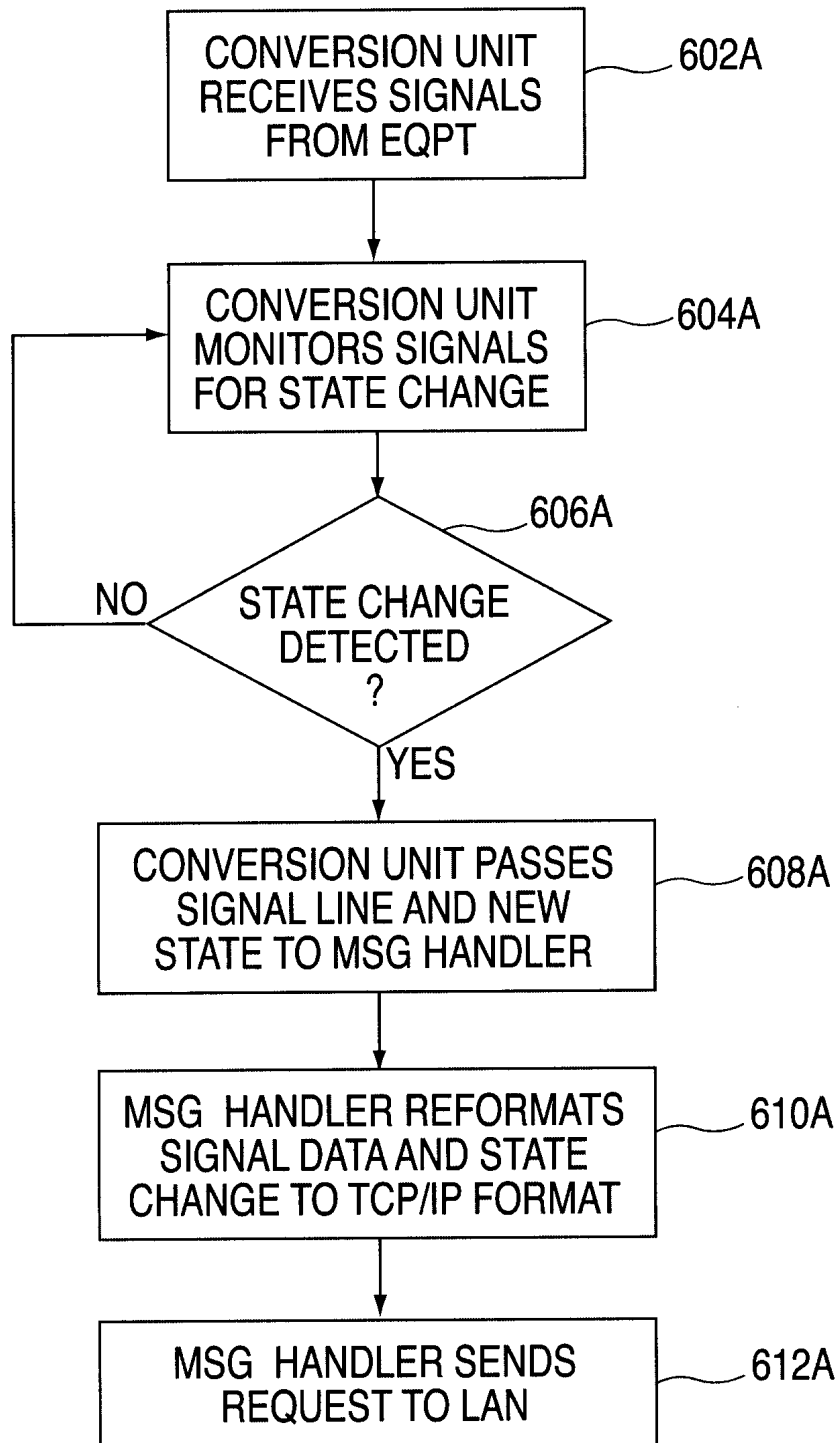 CONVERSION UNIT
RECEIVES SIGNALS
FROM EQPT
602A
CONVERSION UNIT
MONITORS SIGNALS
FOR STATE CHANGE
604A
606A
NO
STATE CHANGE
DETECTED
?
YES
CONVERSION UNIT PASSES
SIGNAL LINE AND NEW
STATE TO MSG HANDLER
608A
MSG HANDLER REFORMATS
SIGNAL DATA AND STATE
CHANGE TO TCP/IP FORMAT
610A
MSG HANDLER SENDS
REQUEST TO LAN
612A